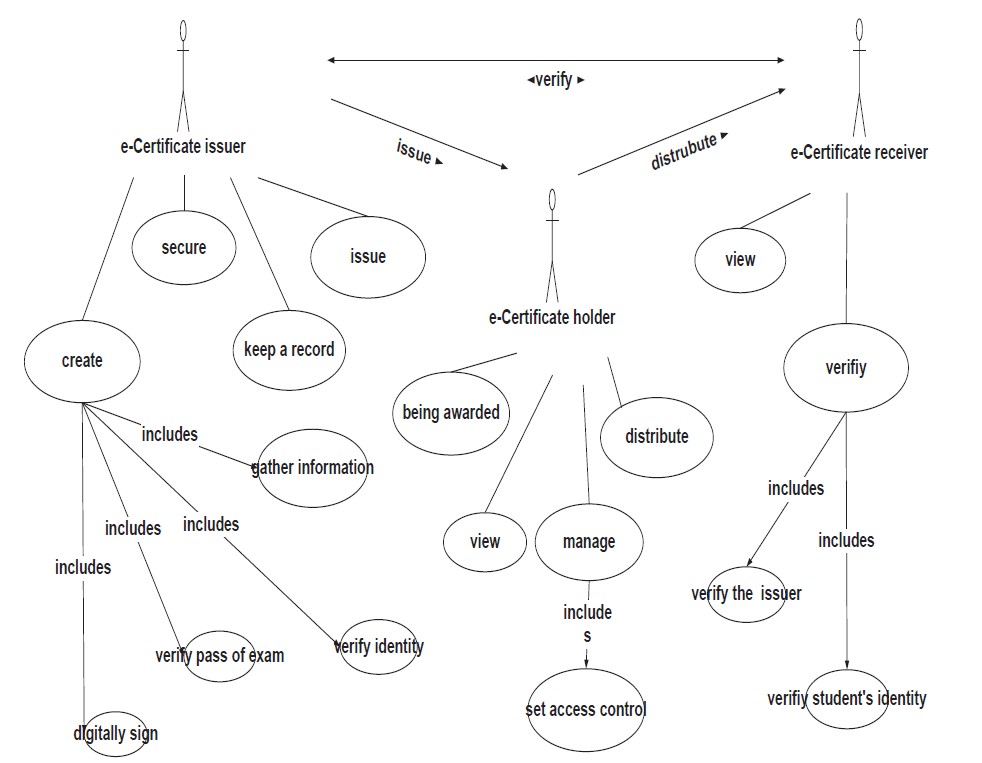 ◄verify ►
e-Certificate issuer
issue ►
distrubute ►
e-Certificate receiver
secure
issue
view
e-Certificate holder
create
keep a record
verifiy
being awarded
distribute
includes
gather information
includes
includes
includes
view
manage
includes
includes
includes
include
s
verify the issuer
verify pass of exam
verify identity
set access control
verifiy student's identity
digitally sign